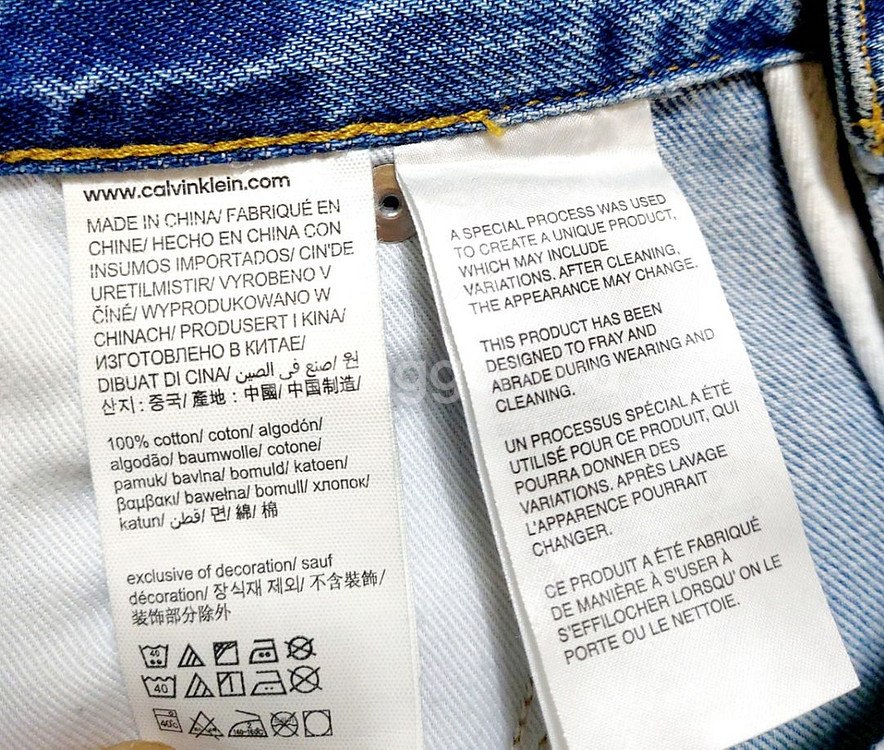 www.calvinklein.com
MADE IN CHINA/ FABRIQUÉ EN
CHINE/ HECHO EN CHINA CON
INSUMOS IMPORTADOS/ CIN'DE
URETILMISTIR/ VYROBENO V
ČÍNĚ/ WYPRODUKOWANO W
CHINACH/ PRODUSERT I KINA/
ИЗГОТОВЛЕНО В КИТАЕ/
DIBUAT DI CINA/ صنع في الصين/ 원
산지 : 중국/ 產地 : 中國/ 中国制造/
100% cotton/ coton/ algodón/
algodão/ baumwolle/ cotone/
pamuk/ bavlna/ bomuld/ katoen/
βαμβακι/ bawełna/ bomull/ хлопок/
katun/ قطن/ 면/ 綿/ 棉
exclusive of decoration/ sauf
décoration/ 장식재 제외/ 不含裝飾/
装饰部分除外
40
40
40°C 2
140-160°C
A SPECIAL PROCESS WAS USED
TO CREATE A UNIQUE PRODUCT,
WHICH MAY INCLUDE
VARIATIONS. AFTER CLEANING,
THE APPEARANCE MAY CHANGE.
THIS PRODUCT HAS BEEN
DESIGNED TO FRAY AND
ABRADE DURING WEARING AND
CLEANING.
UN PROCESSUS SPÉCIAL A ÉTÉ
UTILISÉ POUR CE PRODUIT, QUI
POURRA DONNER DES
VARIATIONS. APRÈS LAVAGE
L'APPARENCE POURRAIT
CHANGER.
CE PRODUIT A ÉTÉ FABRIQUÉ
DE MANIÈRE À S'USER À
S'EFFILOCHER LORSQU' ON LE
PORTE OU LE NETTOIE.